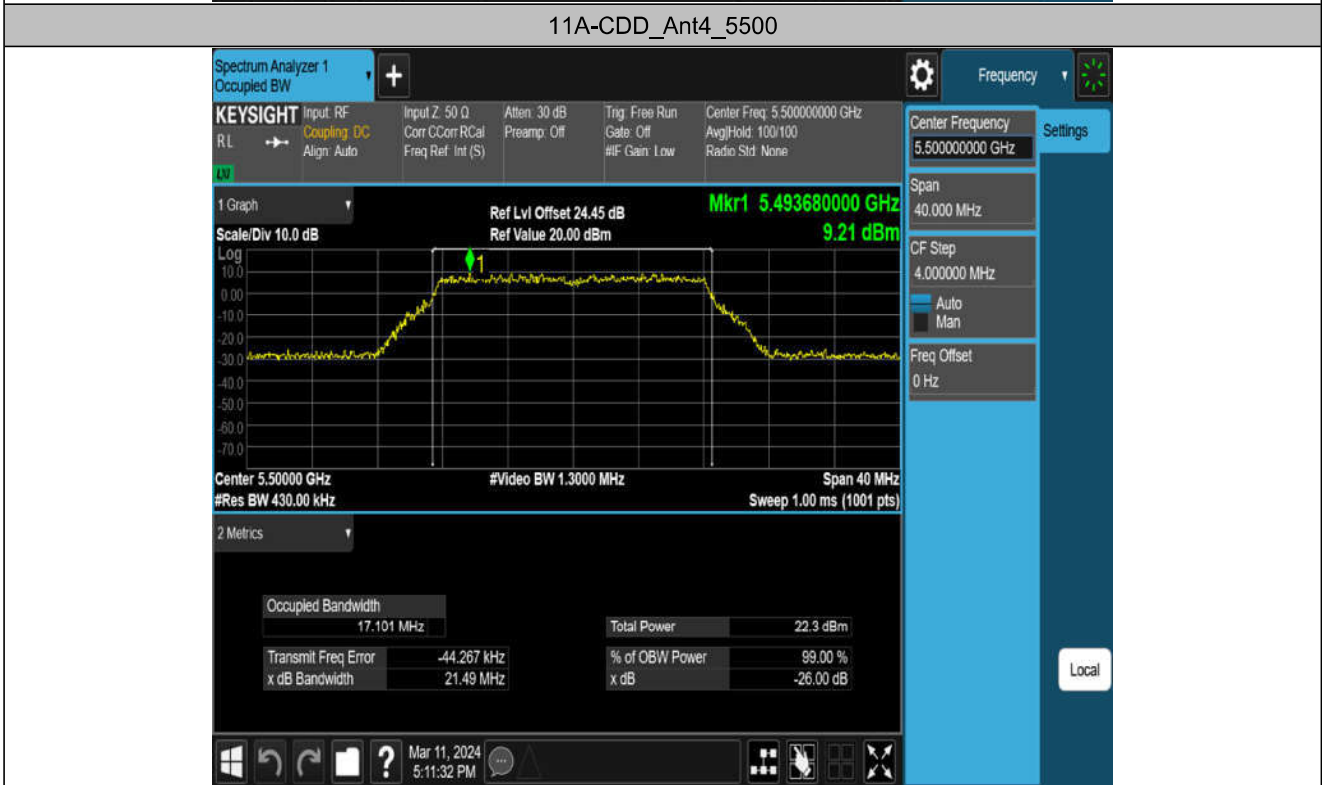 11A-CDD_Ant4_5500
Spectrum Analyzer 1
Occupied BW
+
Frequency
KEYSIGHT
RL
LXI
Input: RF
Coupling: DC
Align: Auto
Input Z: 50 Ω
Corr CCorr RCal
Freq Ref: Int (S)
Atten: 30 dB
Preamp: Off
Trig: Free Run
Gate: Off
#IF Gain: Low
Center Freq: 5.500000000 GHz
Avg|Hold: 100/100
Radio Std: None
Center Frequency
5.500000000 GHz
Settings
Span
40.000 MHz
CF Step
4.000000 MHz
Auto
Man
Freq Offset
0 Hz
1 Graph
Scale/Div 10.0 dB
Ref Lvl Offset 24.45 dB
Ref Value 20.00 dBm
Mkr1 5.493680000 GHz
9.21 dBm
Log
1
10.0
0.00
-10.0
-20.0
-30.0
-40.0
-50.0
-60.0
-70.0
Center 5.50000 GHz
#Video BW 1.3000 MHz
Span 40 MHz
#Res BW 430.00 kHz
Sweep 1.00 ms (1001 pts)
2 Metrics
Occupied Bandwidth
17.101 MHz
Total Power 22.3 dBm
Transmit Freq Error -44.267 kHz
% of OBW Power 99.00 %
x dB Bandwidth 21.49 MHz
x dB -26.00 dB
Local
?
Mar 11, 2024
5:11:32 PM